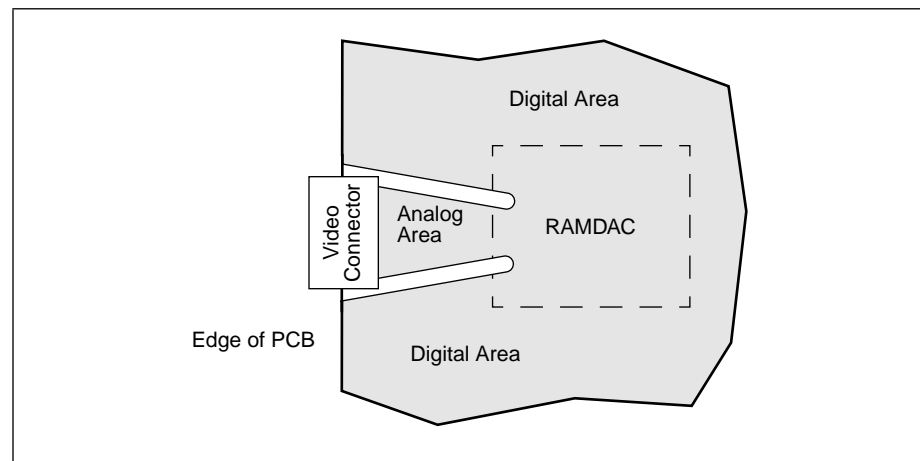 Digital Area
Analog
Area
RAMDAC
Video
Connector
Edge of PCB
Digital Area